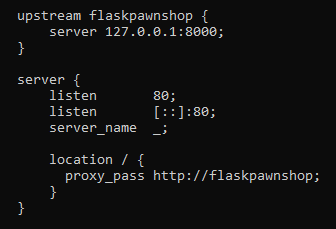 upstream flaskpawnshop {
    server 127.0.0.1:8000;
}

server {
    listen       80;
    listen       [::]:80;
    server_name  _;

    location / {
      proxy_pass http://flaskpawnshop;
    }
}